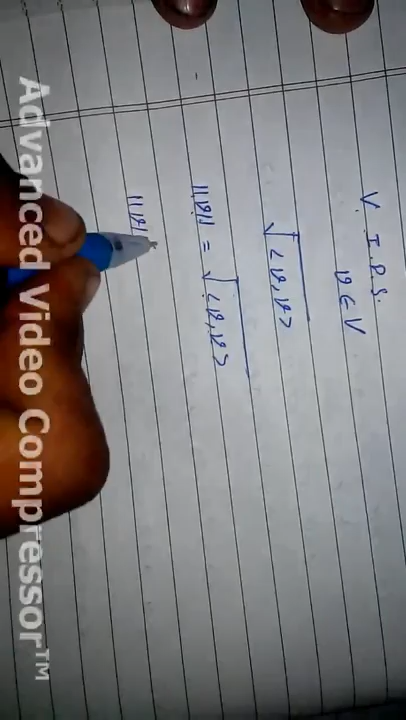 V. I.P.S.
v ∈ V
√<v,v>
||v|| = √<v,v>
||v|
Advanced Video Compressor™